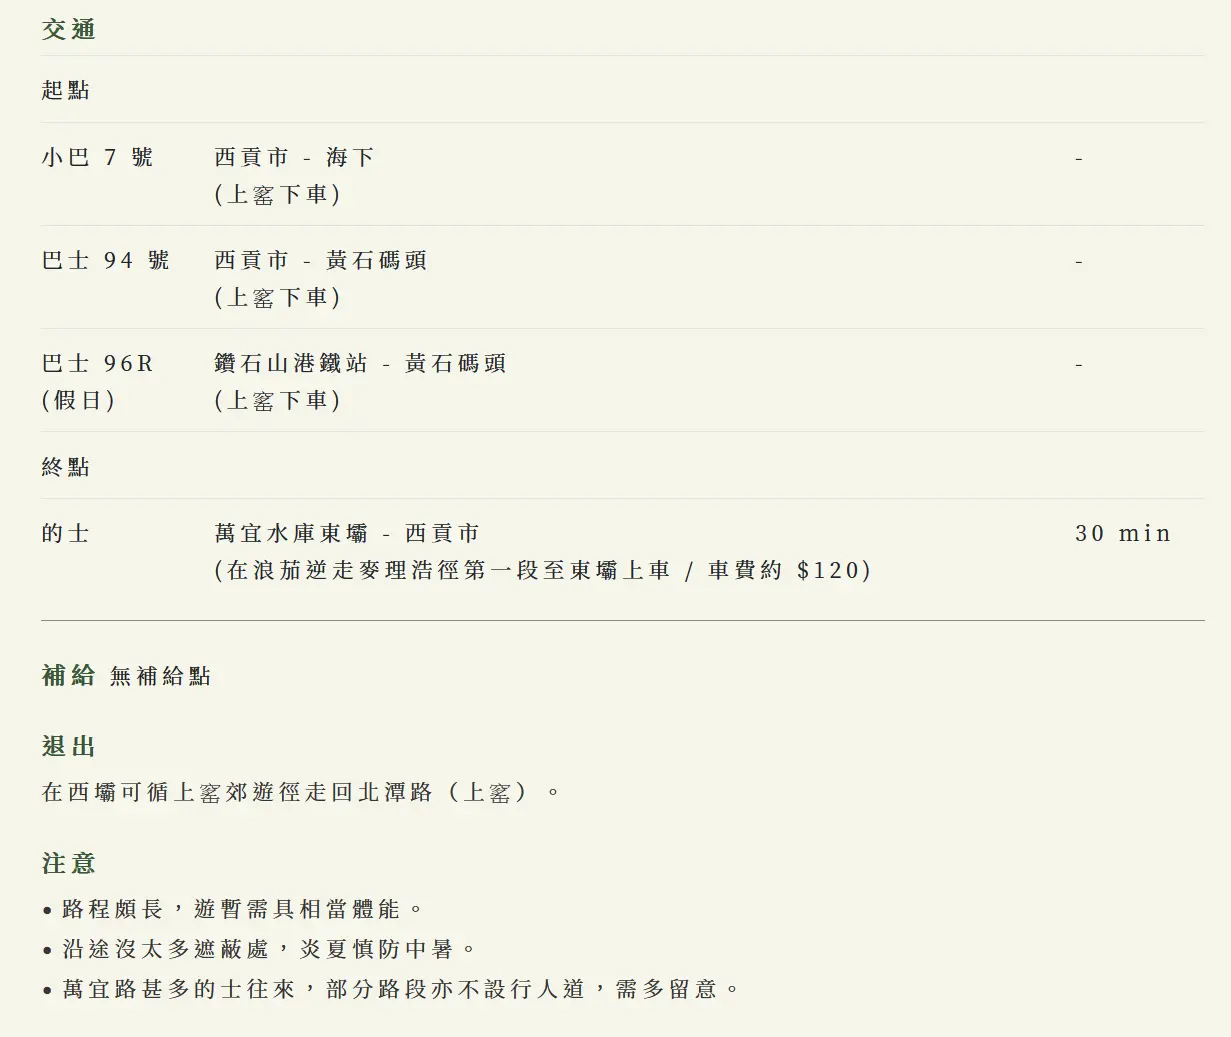 交通
起點
小巴 7 號 西貢市 - 海下 -
(上窰下車)
巴士 94 號 西貢市 - 黃石碼頭 -
(上窰下車)
巴士 96R 鑽石山港鐵站 - 黃石碼頭 -
(假日) (上窰下車)
終點
的士 萬宜水庫東壩 - 西貢市 30 min
(在浪茄逆走麥理浩徑第一段至東壩上車 / 車費約 $120)
補給 無補給點
退出
在西壩可循上窰郊遊徑走回北潭路（上窰）。
注意
• 路程頗長，遊暫需具相當體能。
• 沿途沒太多遮蔽處，炎夏慎防中暑。
• 萬宜路甚多的士往來，部分路段亦不設行人道，需多留意。